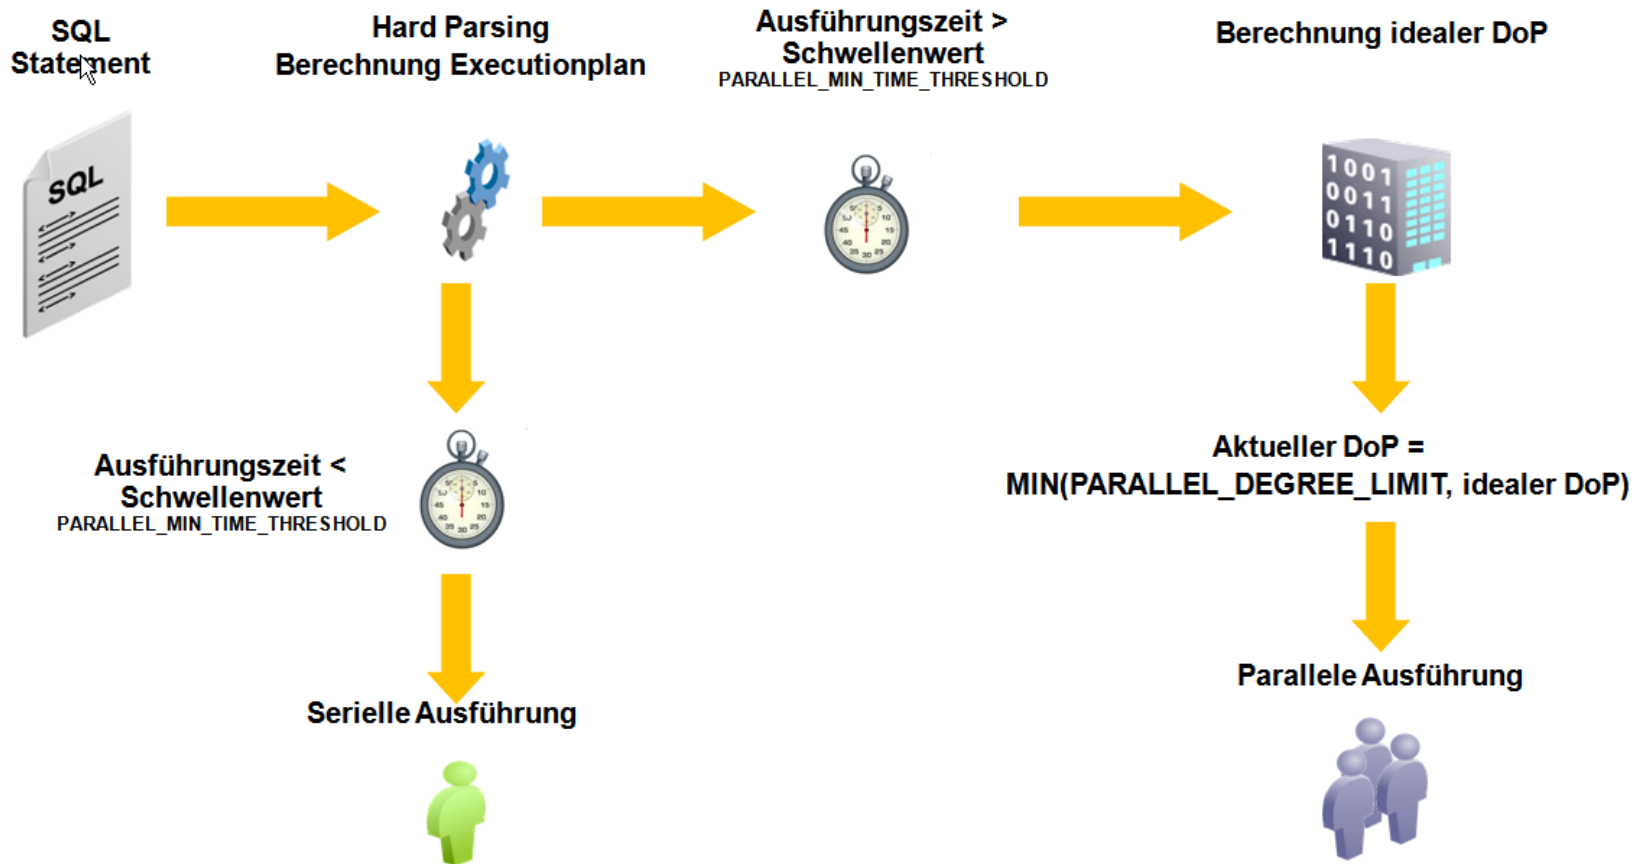 SQL
Statement
Hard Parsing
Berechnung Executionplan
Ausführungszeit >
Schwellenwert
PARALLEL_MIN_TIME_THRESHOLD
Berechnung idealer DoP
SQL
1001
0011
0110
1110
Ausführungszeit <
Schwellenwert
PARALLEL_MIN_TIME_THRESHOLD
Aktueller DoP =
MIN(PARALLEL_DEGREE_LIMIT, idealer DoP)
Serielle Ausführung
Parallele Ausführung